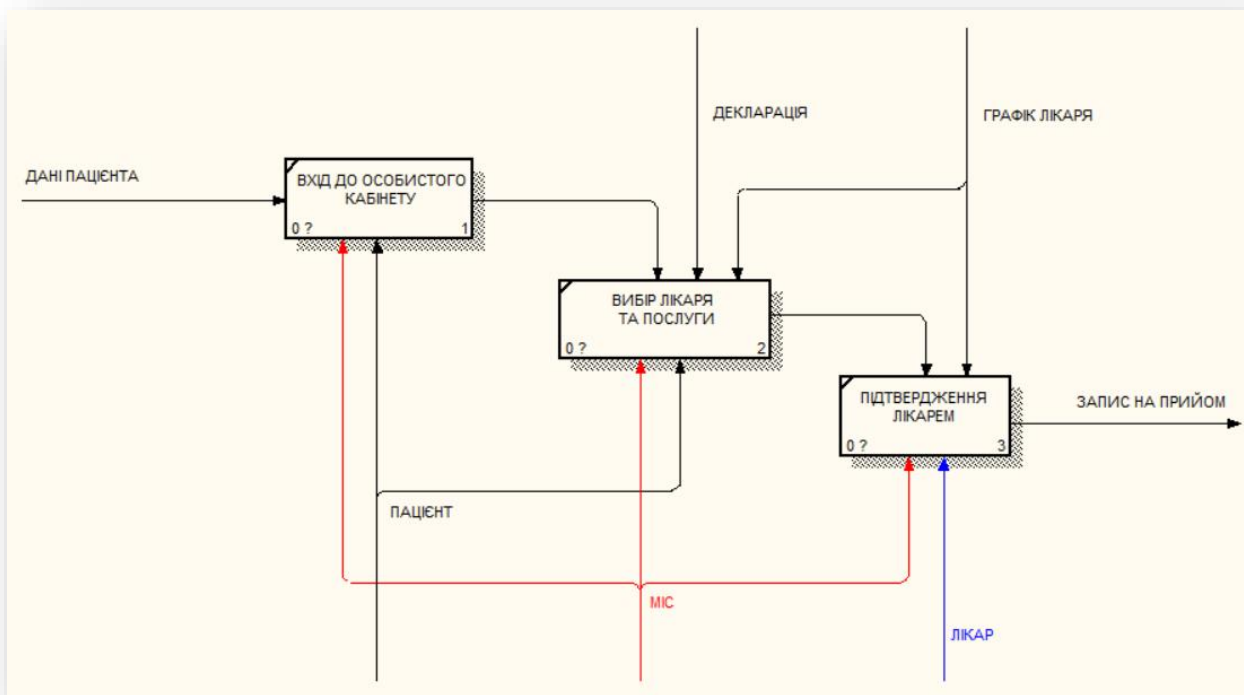 ДЕКЛАРАЦІЯ
ГРАФІК ЛІКАРЯ
ДАНІ ПАЦІЄНТА
ВХІД ДО ОСОБИСТОГО
КАБІНЕТУ
0 ? 1
ВИБІР ЛІКАРЯ
ТА ПОСЛУГИ
0 ? 2
ПІДТВЕРДЖЕННЯ
ЛІКАРЕМ
0 ? 3
ЗАПИС НА ПРИЙОМ
ПАЦІЄНТ
МІС
ЛІКАР